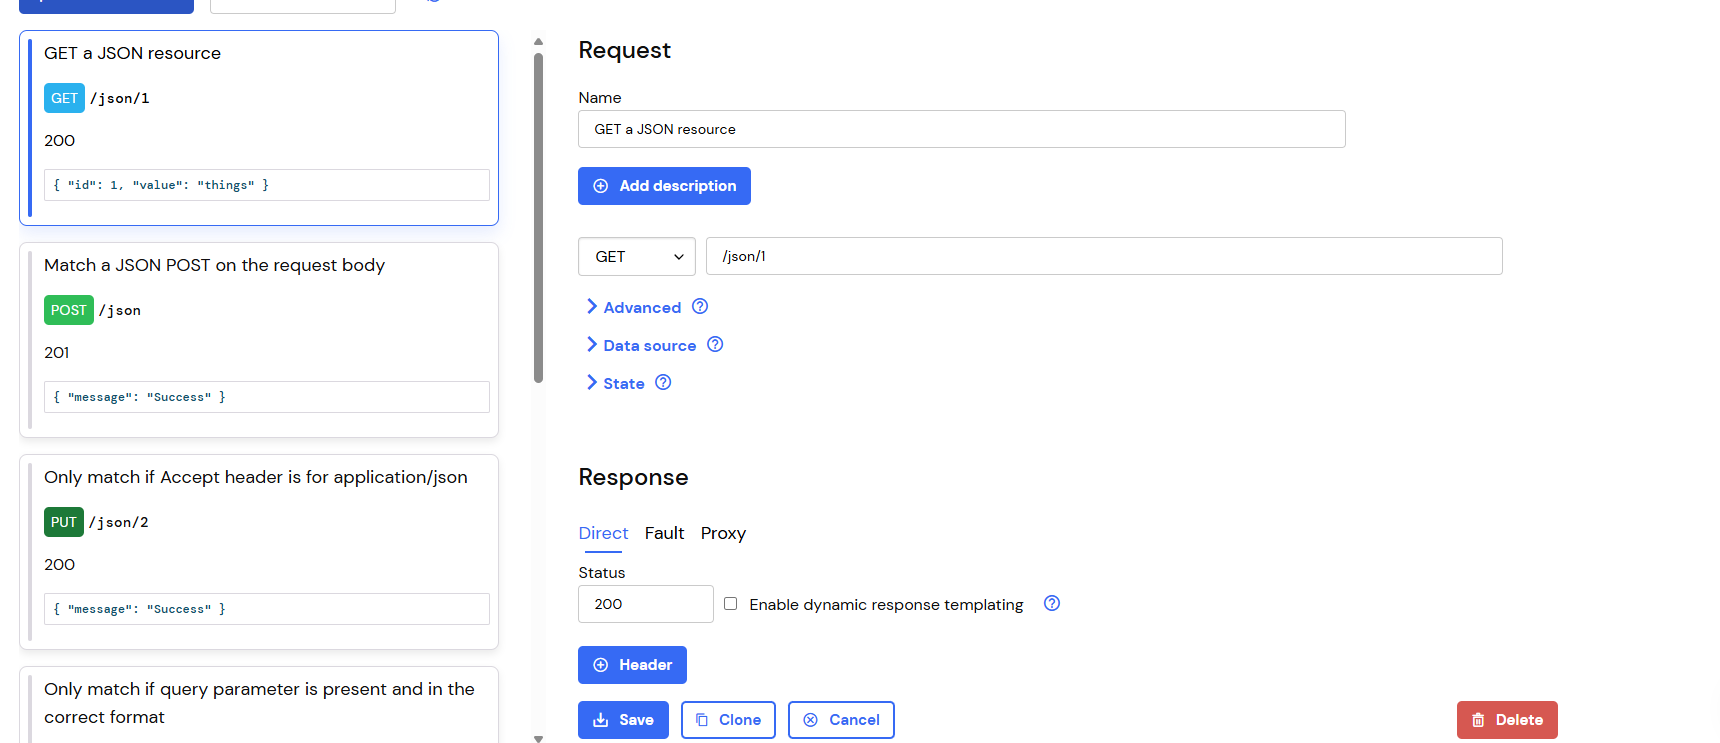 GET a JSON resource
GET /json/1
200
{ "id": 1, "value": "things" }
Match a JSON POST on the request body
POST /json
201
{ "message": "Success" }
Only match if Accept header is for application/json
PUT /json/2
200
{ "message": "Success" }
Only match if query parameter is present and in the
correct format
Request
Name
GET a JSON resource
Add description
GET /json/1
Advanced
Data source
State
Response
Direct Fault Proxy
Status
200 Enable dynamic response templating
Header
Save Clone Cancel Delete